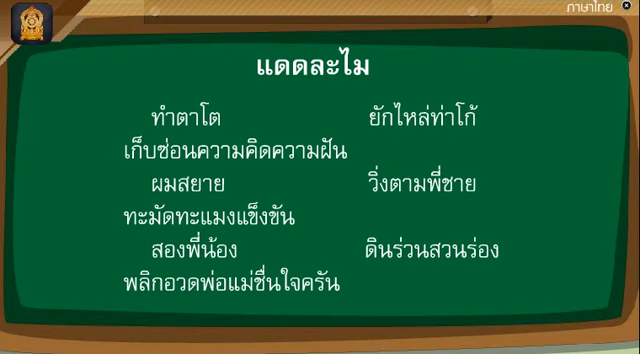 ภาษาไทย
แดดละไม
ทำตาโต ยักไหล่ท่าโก้
เก็บซ่อนความคิดความฝัน
ผมสยาย วิ่งตามพี่ชาย
ทะมัดทะแมงแข็งขัน
สองพี่น้อง ดินร่วนสวนร่อง
พลิกอวดพ่อแม่ชื่นใจครัน